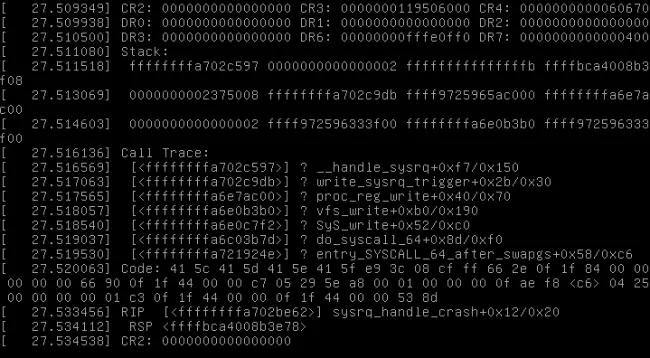 [   27.509349] CR2: 0000000000000000 CR3: 0000000119506000 CR4: 0000000000060670
[   27.509938] DR0: 0000000000000000 DR1: 0000000000000000 DR2: 0000000000000000
[   27.510500] DR3: 0000000000000000 DR6: 00000000fffe0ff0 DR7: 0000000000000400
[   27.511080] Stack:
[   27.511518]  ffffffffa702c597 0000000000000002 fffffffffffffffb ffffbca4008b3
f08
[   27.513069]  0000000002375008 ffffffffa702c9db ffff9725965ac000 ffffffffa6e7a
c00
[   27.514603]  0000000000000002 ffff972596333f00 ffffffffa6e0b3b0 ffff972596333
f00
[   27.516136] Call Trace:
[   27.516569]  [<ffffffffa702c597>] ? __handle_sysrq+0xf7/0x150
[   27.517063]  [<ffffffffa702c9db>] ? write_sysrq_trigger+0x2b/0x30
[   27.517565]  [<ffffffffa6e7ac00>] ? proc_reg_write+0x40/0x70
[   27.518057]  [<ffffffffa6e0b3b0>] ? vfs_write+0xb0/0x190
[   27.518540]  [<ffffffffa6e0c7f2>] ? SyS_write+0x52/0xc0
[   27.519037]  [<ffffffffa6c03b7d>] ? do_syscall_64+0x8d/0xf0
[   27.519530]  [<ffffffffa721924e>] ? entry_SYSCALL_64_after_swapgs+0x58/0xc6
[   27.520063] Code: 41 5c 41 5d 41 5e 41 5f e9 3c 08 cf ff 66 2e 0f 1f 84 00 00
 00 00 00 66 90 0f 1f 44 00 00 c7 05 29 5e a8 00 01 00 00 00 0f ae f8 <c6> 04 25
 00 00 00 00 01 c3 0f 1f 44 00 00 0f 1f 44 00 00 53 8d
[   27.533456] RIP  [<ffffffffa702be62>] sysrq_handle_crash+0x12/0x20
[   27.534112]  RSP <ffffbca4008b3e78>
[   27.534538] CR2: 0000000000000000